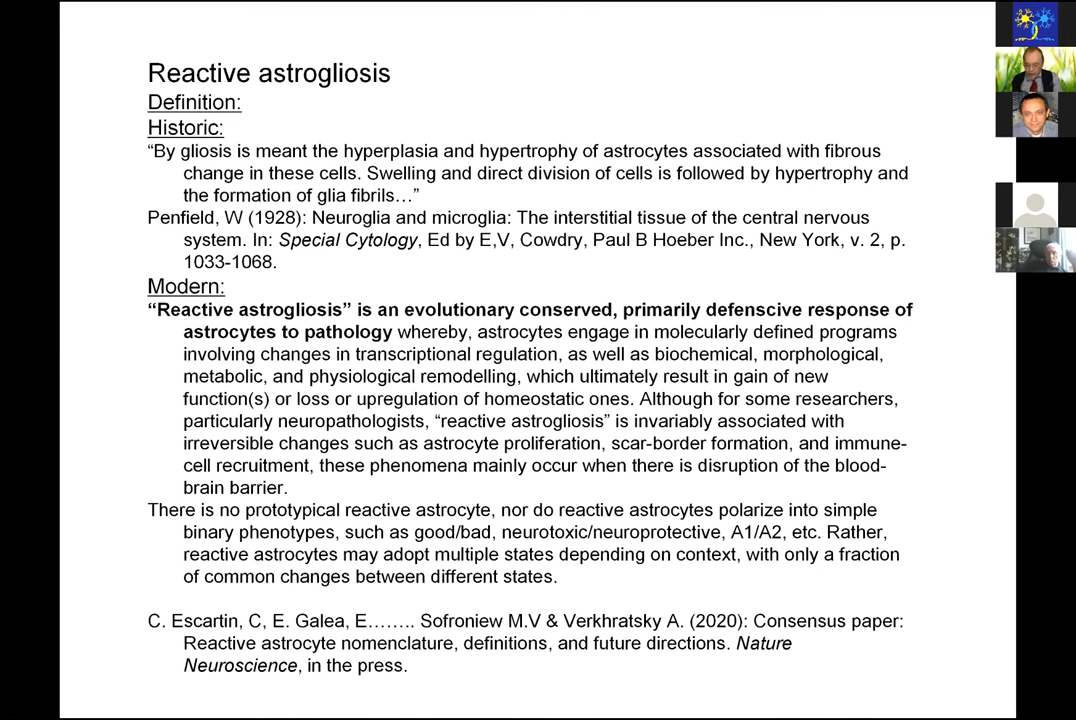 Reactive astrogliosis
Definition:
Historic:
“By gliosis is meant the hyperplasia and hypertrophy of astrocytes associated with fibrous
change in these cells. Swelling and direct division of cells is followed by hypertrophy and
the formation of glia fibrils…”
Penfield, W (1928): Neuroglia and microglia: The interstitial tissue of the central nervous
system. In: Special Cytology, Ed by E,V, Cowdry, Paul B Hoeber Inc., New York, v. 2, p.
1033-1068.
Modern:
“Reactive astrogliosis” is an evolutionary conserved, primarily defenscive response of
astrocytes to pathology whereby, astrocytes engage in molecularly defined programs
involving changes in transcriptional regulation, as well as biochemical, morphological,
metabolic, and physiological remodelling, which ultimately result in gain of new
function(s) or loss or upregulation of homeostatic ones. Although for some researchers,
particularly neuropathologists, “reactive astrogliosis” is invariably associated with
irreversible changes such as astrocyte proliferation, scar-border formation, and immune-
cell recruitment, these phenomena mainly occur when there is disruption of the blood-
brain barrier.
There is no prototypical reactive astrocyte, nor do reactive astrocytes polarize into simple
binary phenotypes, such as good/bad, neurotoxic/neuroprotective, A1/A2, etc. Rather,
reactive astrocytes may adopt multiple states depending on context, with only a fraction
of common changes between different states.
C. Escartin, C, E. Galea, E…….. Sofroniew M.V & Verkhratsky A. (2020): Consensus paper:
Reactive astrocyte nomenclature, definitions, and future directions. Nature
Neuroscience, in the press.